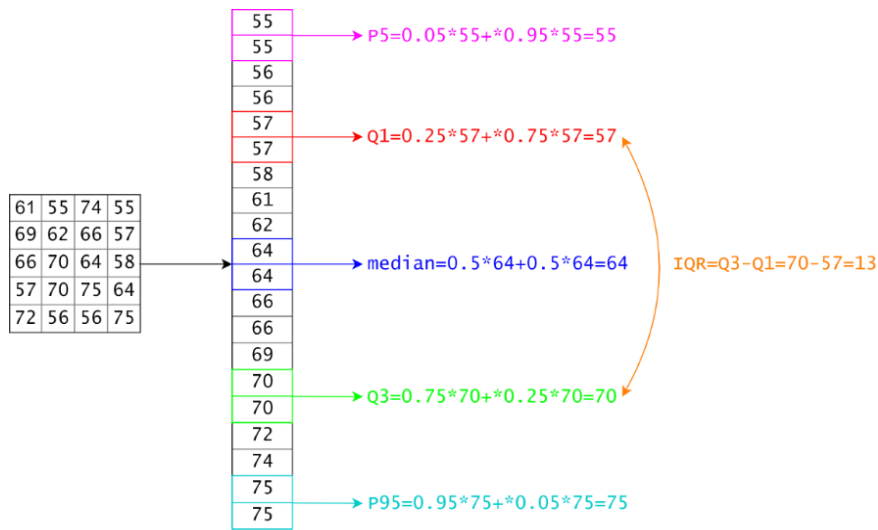 61 55 74 55
69 62 66 57
66 70 64 58
57 70 75 64
72 56 56 75
55
55
56
56
57
57
58
61
62
64
64
66
66
69
70
70
72
74
75
75
P5=0.05*55+*0.95*55=55
Q1=0.25*57+*0.75*57=57
median=0.5*64+0.5*64=64
Q3=0.75*70+*0.25*70=70
P95=0.95*75+*0.05*75=75
IQR=Q3-Q1=70-57=13